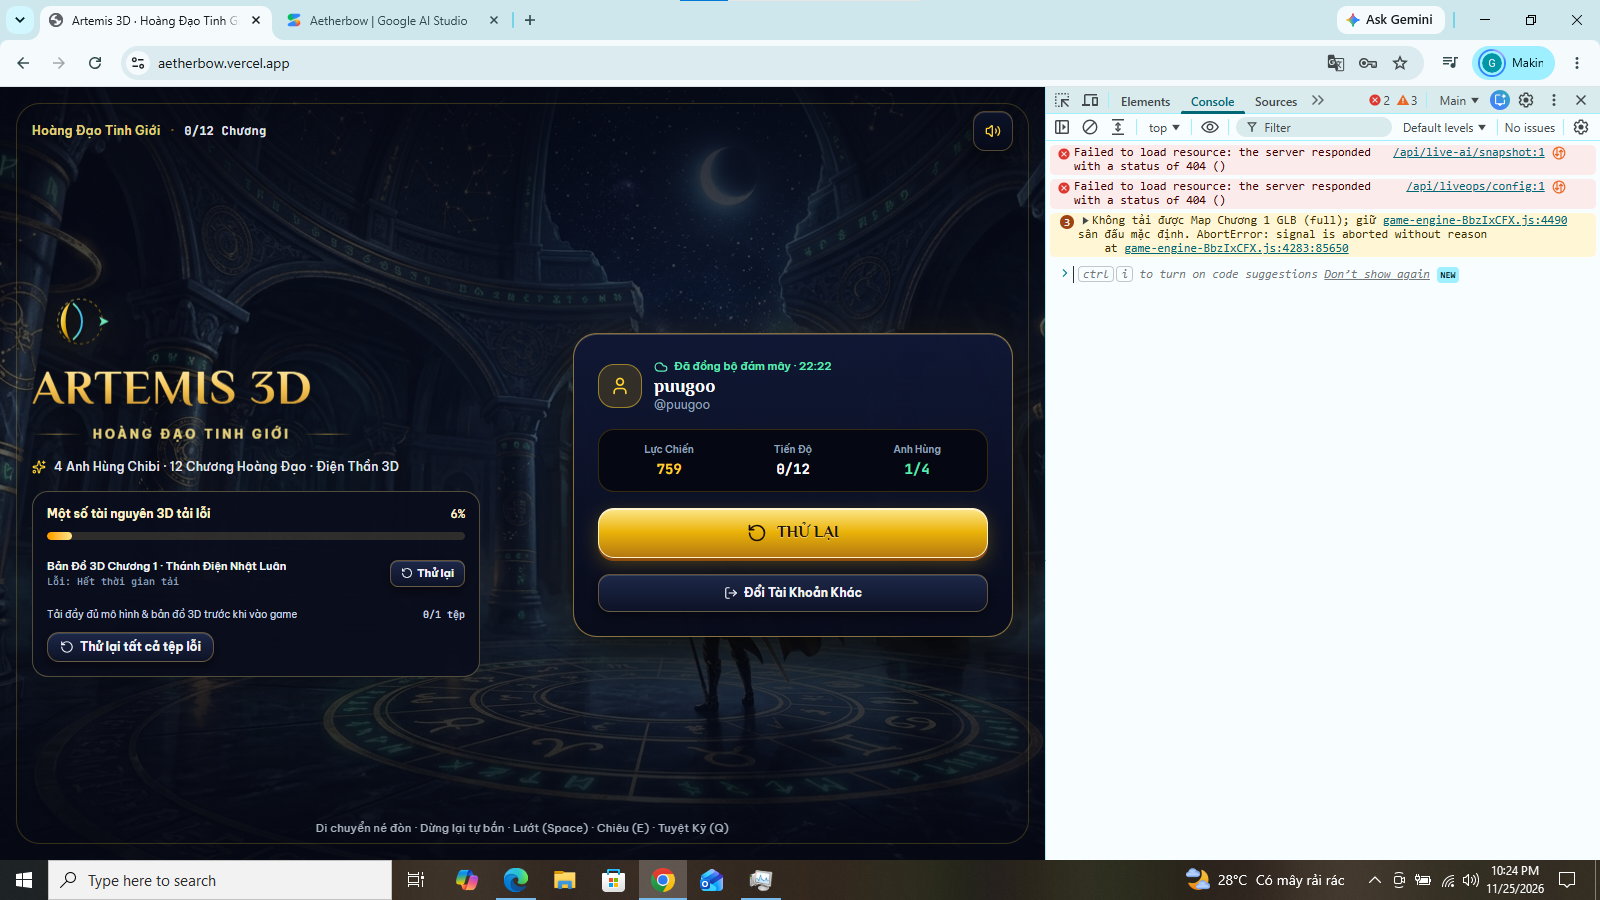 Artemis 3D · Hoàng Đạo Tinh G
Aetherbow | Google AI Studio
Ask Gemini
aetherbow.vercel.app
G
Makin
Hoàng Đạo Tinh Giới · 0/12 Chương
ARTEMIS 3D
HOÀNG ĐẠO TINH GIỚI
4 Anh Hùng Chibi · 12 Chương Hoàng Đạo · Điện Thần 3D
Một số tài nguyên 3D tải lỗi 6%
Bản Đồ 3D Chương 1 · Thánh Điện Nhật Luân
Lỗi: Hết thời gian tải
Thử lại
Tải đầy đủ mô hình & bản đồ 3D trước khi vào game 0/1 tệp
Thử lại tất cả tệp lỗi
Đã đồng bộ đám mây · 22:22
puugoo
@puugoo
Lực Chiến Tiến Độ Anh Hùng
759 0/12 1/4
THỬ LẠI
Đổi Tài Khoản Khác
Di chuyển né đòn · Dừng lại tự bắn · Lướt (Space) · Chiêu (E) · Tuyệt Kỹ (Q)
Elements Console Sources 2 3 Main
top Filter Default levels No issues
Failed to load resource: the server responded /api/live-ai/snapshot:1
with a status of 404 ()
Failed to load resource: the server responded /api/liveops/config:1
with a status of 404 ()
3 Không tải được Map Chương 1 GLB (full); giữ game-engine-BbzIxCFX.js:4490
sân đấu mặc định. AbortError: signal is aborted without reason
at game-engine-BbzIxCFX.js:4283:85650
ctrl i to turn on code suggestions Don't show again NEW
Type here to search
28°C Có mây rải rác
10:24 PM
11/25/2026